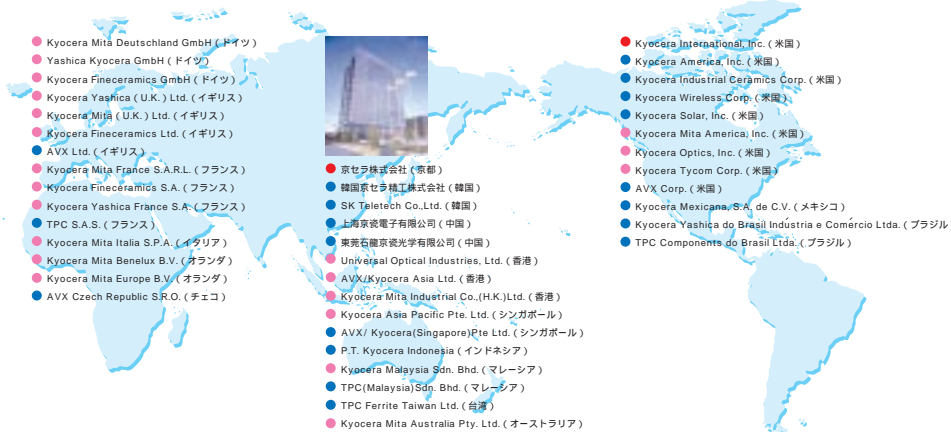 Kyocera Mita Deutschland GmbH ( ドイツ )
Yashica Kyocera GmbH ( ドイツ )
Kyocera Fineceramics GmbH ( ドイツ )
Kyocera Yashica ( U.K. ) Ltd. ( イギリス )
Kyocera Mita ( U.K. ) Ltd. ( イギリス )
Kyocera Fineceramics Ltd. ( イギリス )
AVX Ltd. ( イギリス )
Kyocera Mita France S.A.R.L. ( フランス )
Kyocera Fineceramics S.A. ( フランス )
Kyocera Yashica France S.A. ( フランス )
TPC S.A.S. ( フランス )
Kyocera Mita Italia S.P.A. ( イタリア )
Kyocera Mita Benelux B.V. ( オランダ )
Kyocera Mita Europe B.V. ( オランダ )
AVX Czech Republic S.R.O. ( チェコ )
京セラ株式会社 ( 京都 )
韓国京セラ精工株式会社 ( 韓国 )
SK Teletech Co.,Ltd. ( 韓国 )
上海京瓷電子有限公司 ( 中国 )
東莞石龍京瓷光学有限公司 ( 中国 )
Universal Optical Industries, Ltd. ( 香港 )
AVX/Kyocera Asia Ltd. ( 香港 )
Kyocera Mita Industrial Co.,(H.K.)Ltd. ( 香港 )
Kyocera Asia Pacific Pte. Ltd. ( シンガポール )
AVX/ Kyocera(Singapore)Pte Ltd. ( シンガポール )
P.T. Kyocera Indonesia ( インドネシア )
Kyocera Malaysia Sdn. Bhd. ( マレーシア )
TPC(Malaysia)Sdn. Bhd. ( マレーシア )
TPC Ferrite Taiwan Ltd. ( 台湾 )
Kyocera Mita Australia Pty. Ltd. ( オーストラリア )
Kyocera International, Inc. ( 米国 )
Kyocera America, Inc. ( 米国 )
Kyocera Industrial Ceramics Corp. ( 米国 )
Kyocera Wireless Corp. ( 米国 )
Kyocera Solar, Inc. ( 米国 )
Kyocera Mita America, Inc. ( 米国 )
Kyocera Optics, Inc. ( 米国 )
Kyocera Tycom Corp. ( 米国 )
AVX Corp. ( 米国 )
Kyocera Mexicana, S.A. de C.V. ( メキシコ )
Kyocera Yashica do Brasil Indústria e Comércio Ltda. ( ブラジル
TPC Components do Brasil Ltda. ( ブラジル )